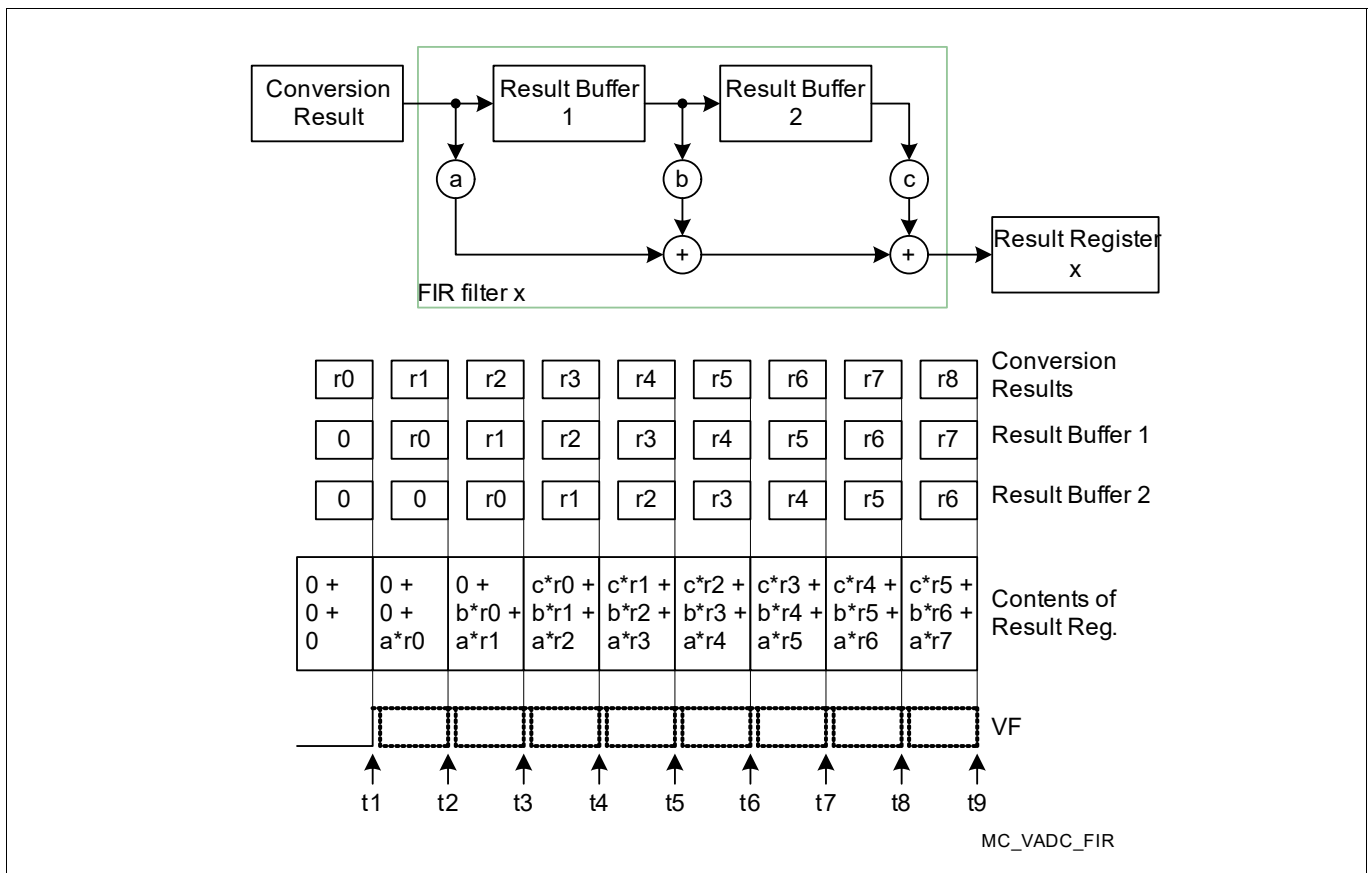 Conversion
Result
Result Buffer
1
Result Buffer
2
a
b
c
+
+
Result Register
x
FIR filter x
r0 r1 r2 r3 r4 r5 r6 r7 r8
Conversion
Results
0 r0 r1 r2 r3 r4 r5 r6 r7 Result Buffer 1
0 0 r0 r1 r2 r3 r4 r5 r6 Result Buffer 2
0 + 0 + 0 + c*r0 + c*r1 + c*r2 + c*r3 + c*r4 + c*r5 +
0 + 0 + b*r0 + b*r1 + b*r2 + b*r3 + b*r4 + b*r5 + b*r6 +
0 a*r0 a*r1 a*r2 a*r3 a*r4 a*r5 a*r6 a*r7
Contents of
Result Reg.
VF
t1 t2 t3 t4 t5 t6 t7 t8 t9
MC_VADC_FIR